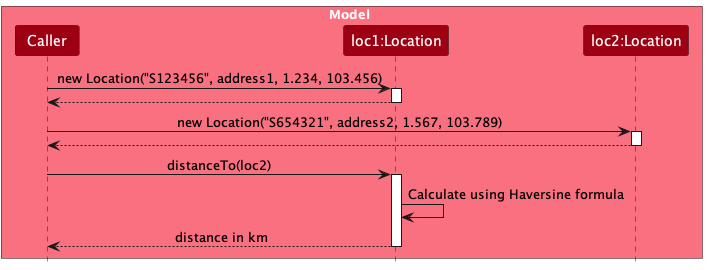 Model
Caller
loc1:Location
loc2:Location
new Location("S123456", address1, 1.234, 103.456)
new Location("S654321", address2, 1.567, 103.789)
distanceTo(loc2)
Calculate using Haversine formula
distance in km